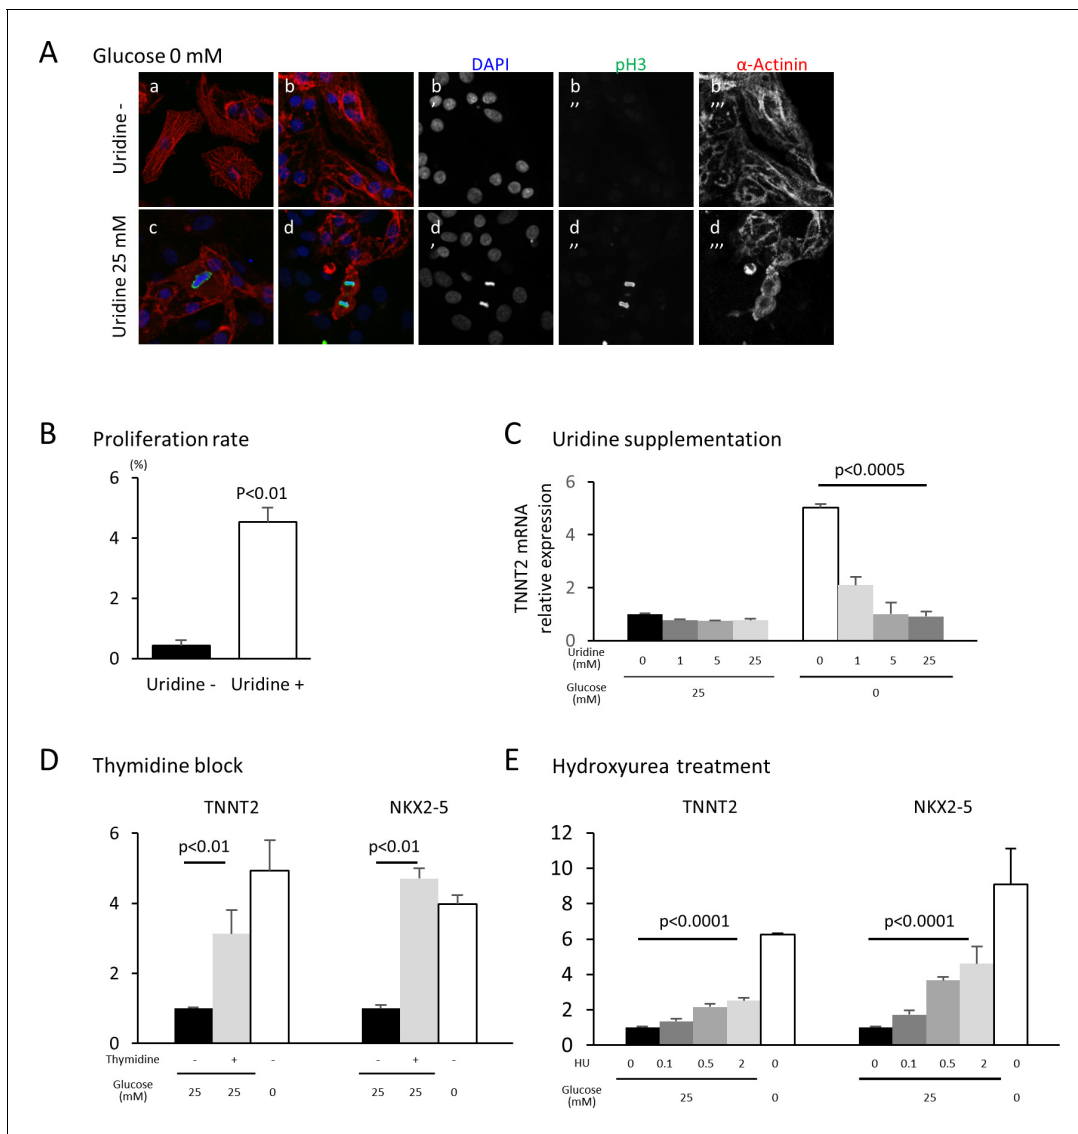 A
Glucose 0 mM
DAPI
pH3
α-Actinin
Uridine -
a
b
b
,
b
,,
b
,,,
Uridine 25 mM
c
d
d
,
d
,,
d
,,,
B
Proliferation rate
(%)
6
4
2
0
P<0.01
Uridine -
Uridine +
C
Uridine supplementation
TNNT2 mRNA
relative expression
6
4
2
0
p<0.0005
Uridine
(mM)
0 1 5 25 0 1 5 25
Glucose
(mM)
25 0
D
Thymidine block
TNNT2
NKX2-5
6
4
2
0
p<0.01
p<0.01
Thymidine - + - - + -
Glucose
(mM)
25 25 0 25 25 0
E
Hydroxyurea treatment
TNNT2
NKX2-5
12
10
8
6
4
2
0
p<0.0001
p<0.0001
HU 0 0.1 0.5 2 0 0 0.1 0.5 2 0
Glucose
(mM)
25 0 25 0